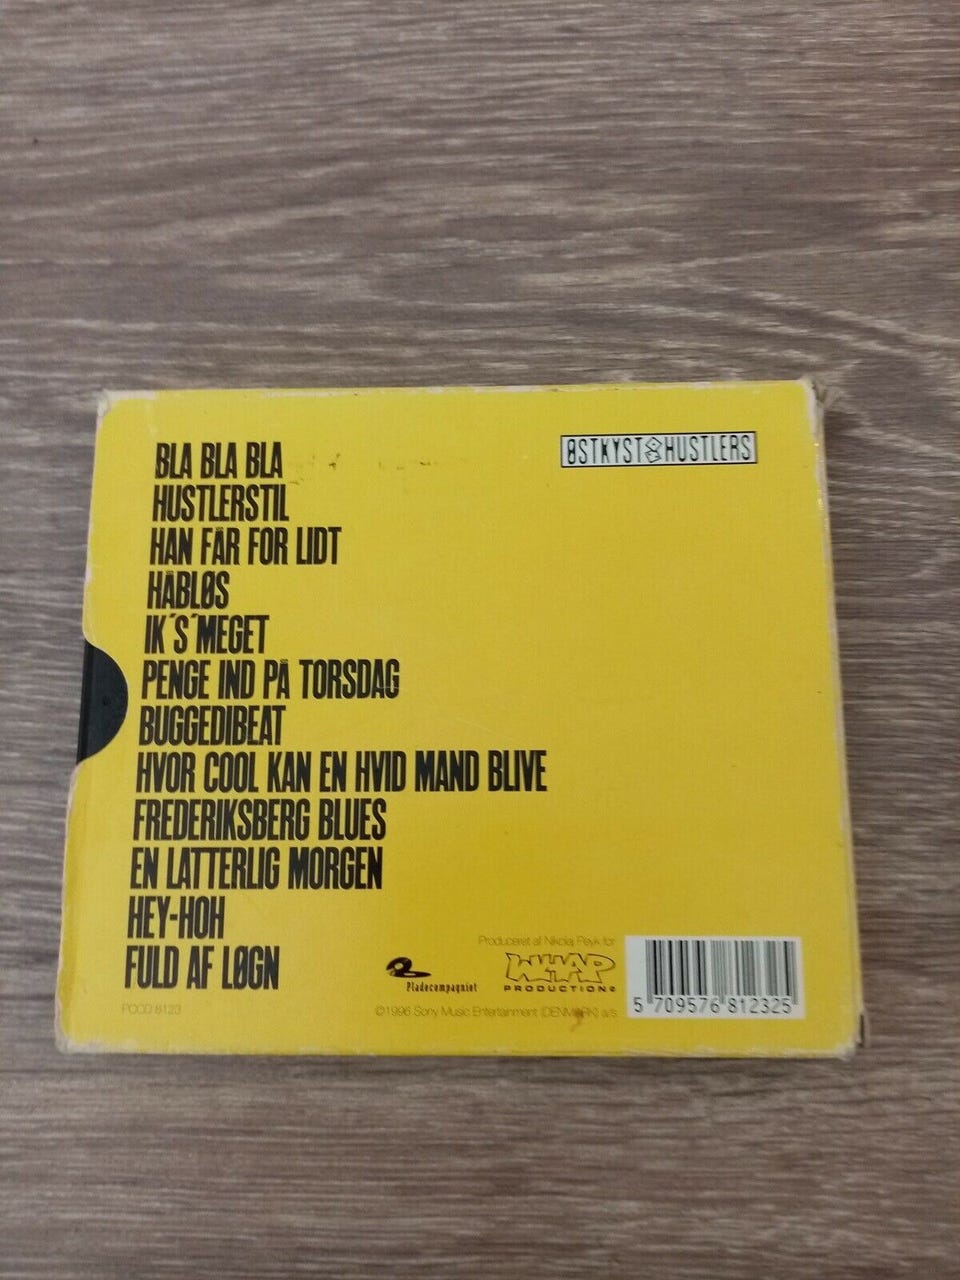 BLA BLA BLA
HUSTLERSTIL
HAN FÅR FOR LIDT
HÅBLØS
IK´S´MEGET
PENGE IND PÅ TORSDAG
BUGGEDIBEAT
HVOR COOL KAN EN HVID MAND BLIVE
FREDERIKSBERG BLUES
EN LATTERLIG MORGEN
HEY-HOH
FULD AF LØGN
PCCD 8123
ØSTKYST HUSTLERS
Produceret af Nikolaj Peyk for
WHAP
PRODUCTIONS
Pladecompagniet
©1996 Sony Music Entertainment (DENMARK) a/s
5 709576 812325